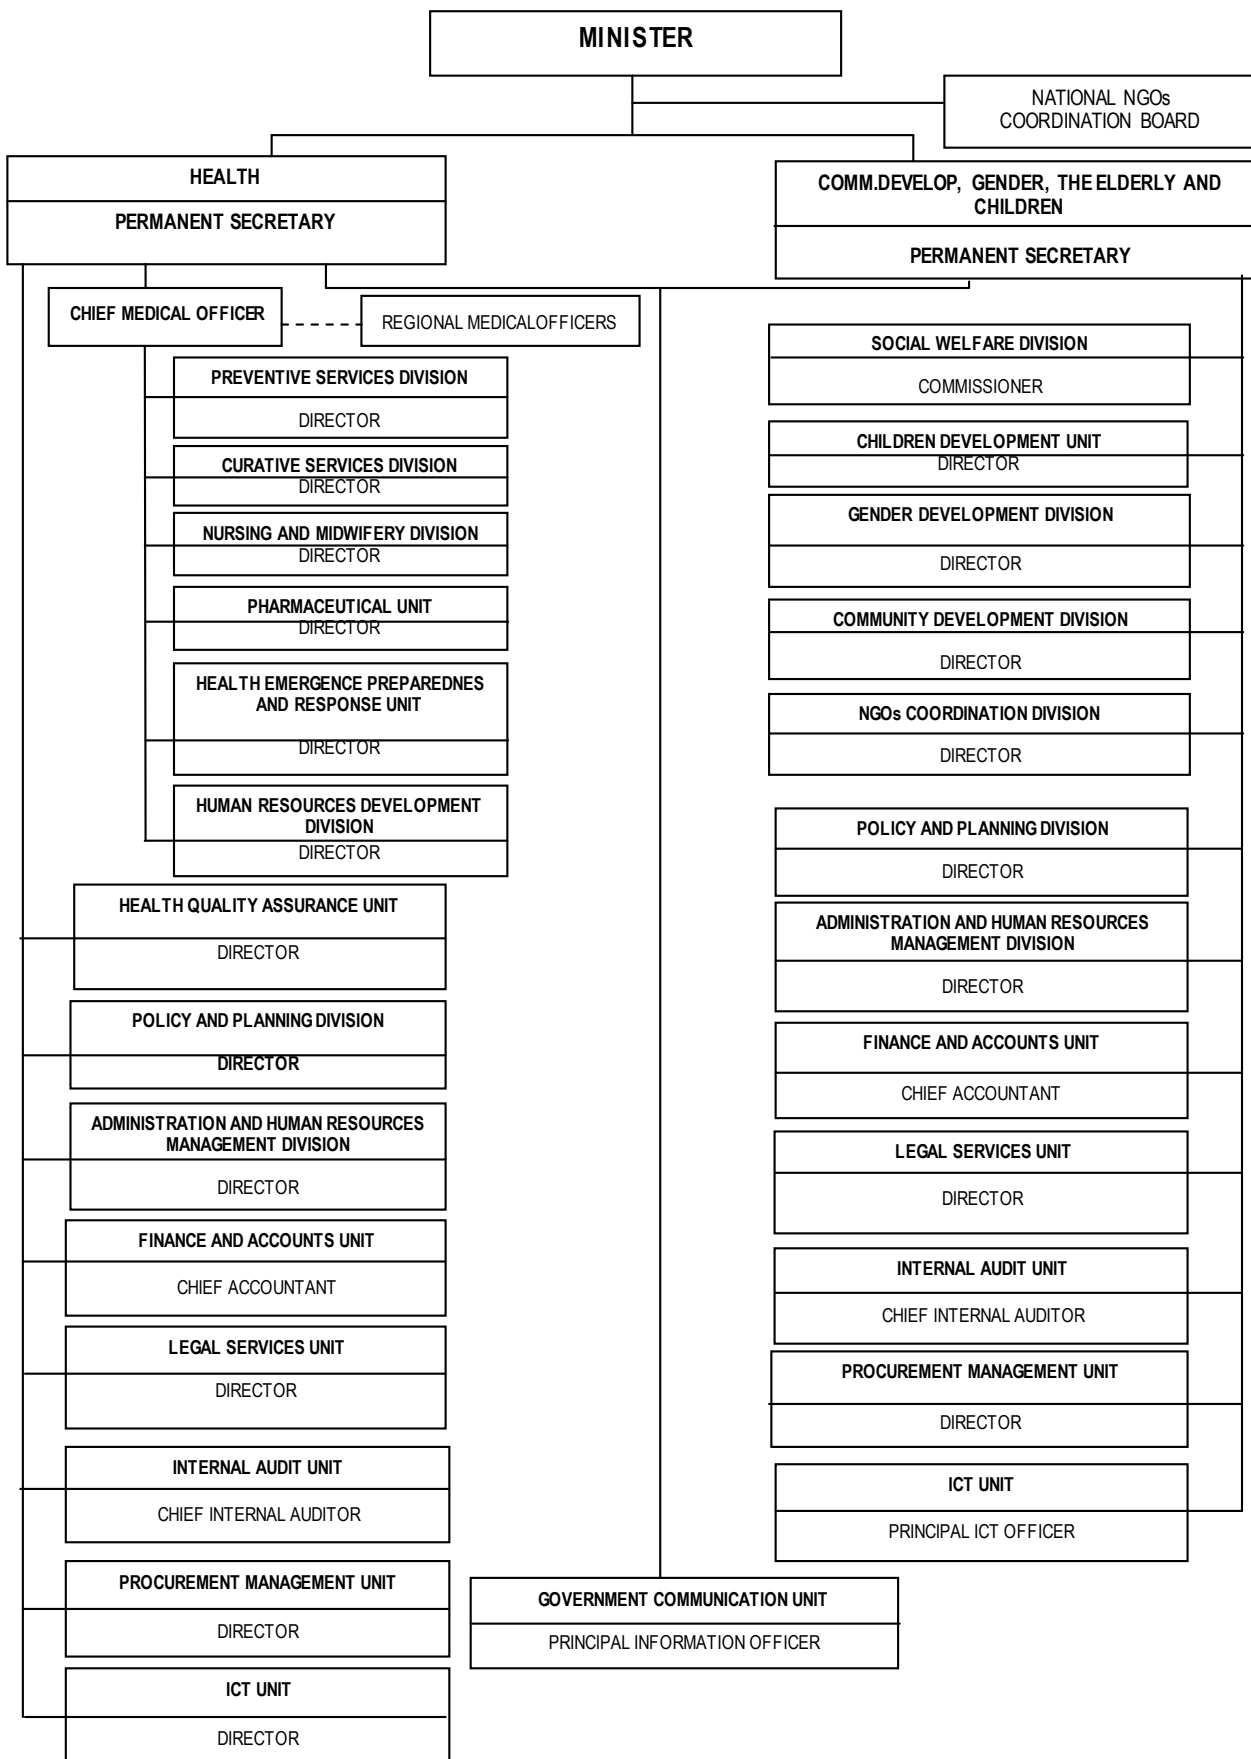 MINISTER
NATIONAL NGOs
COORDINATION BOARD
HEALTH
PERMANENT SECRETARY
COMM.DEVELOP, GENDER, THE ELDERLY AND
CHILDREN
PERMANENT SECRETARY
CHIEF MEDICAL OFFICER
REGIONAL MEDICALOFFICERS
PREVENTIVE SERVICES DIVISION
DIRECTOR
CURATIVE SERVICES DIVISION
DIRECTOR
NURSING AND MIDWIFERY DIVISION
DIRECTOR
PHARMACEUTICAL UNIT
DIRECTOR
HEALTH EMERGENCE PREPAREDNES
AND RESPONSE UNIT
DIRECTOR
HUMAN RESOURCES DEVELOPMENT
DIVISION
DIRECTOR
HEALTH QUALITY ASSURANCE UNIT
DIRECTOR
POLICY AND PLANNING DIVISION
DIRECTOR
ADMINISTRATION AND HUMAN RESOURCES
MANAGEMENT DIVISION
DIRECTOR
FINANCE AND ACCOUNTS UNIT
CHIEF ACCOUNTANT
LEGAL SERVICES UNIT
DIRECTOR
INTERNAL AUDIT UNIT
CHIEF INTERNAL AUDITOR
PROCUREMENT MANAGEMENT UNIT
DIRECTOR
ICT UNIT
DIRECTOR
GOVERNMENT COMMUNICATION UNIT
PRINCIPAL INFORMATION OFFICER
SOCIAL WELFARE DIVISION
COMMISSIONER
CHILDREN DEVELOPMENT UNIT
DIRECTOR
GENDER DEVELOPMENT DIVISION
DIRECTOR
COMMUNITY DEVELOPMENT DIVISION
DIRECTOR
NGOs COORDINATION DIVISION
DIRECTOR
POLICY AND PLANNING DIVISION
DIRECTOR
ADMINISTRATION AND HUMAN RESOURCES
MANAGEMENT DIVISION
DIRECTOR
FINANCE AND ACCOUNTS UNIT
CHIEF ACCOUNTANT
LEGAL SERVICES UNIT
DIRECTOR
INTERNAL AUDIT UNIT
CHIEF INTERNAL AUDITOR
PROCUREMENT MANAGEMENT UNIT
DIRECTOR
ICT UNIT
PRINCIPAL ICT OFFICER